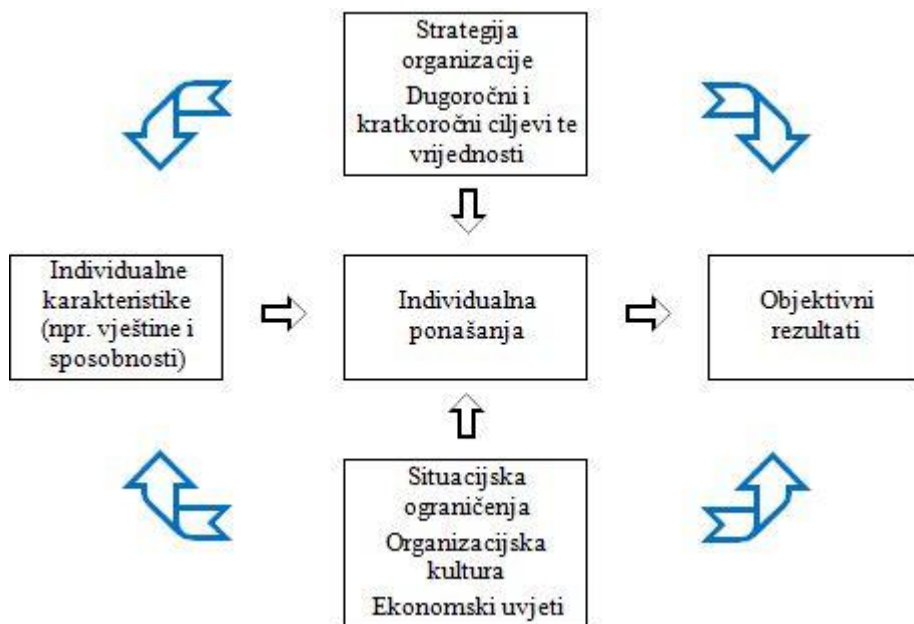 Strategija
organizacije
Dugoročni i
kratkoročni ciljevi te
vrijednosti
Individualne
karakteristike
(npr. vještine i
sposobnosti)
Individualna
ponašanja
Objektivni
rezultati
Situacijska
ograničenja
Organizacijska
kultura
Ekonomski uvjeti